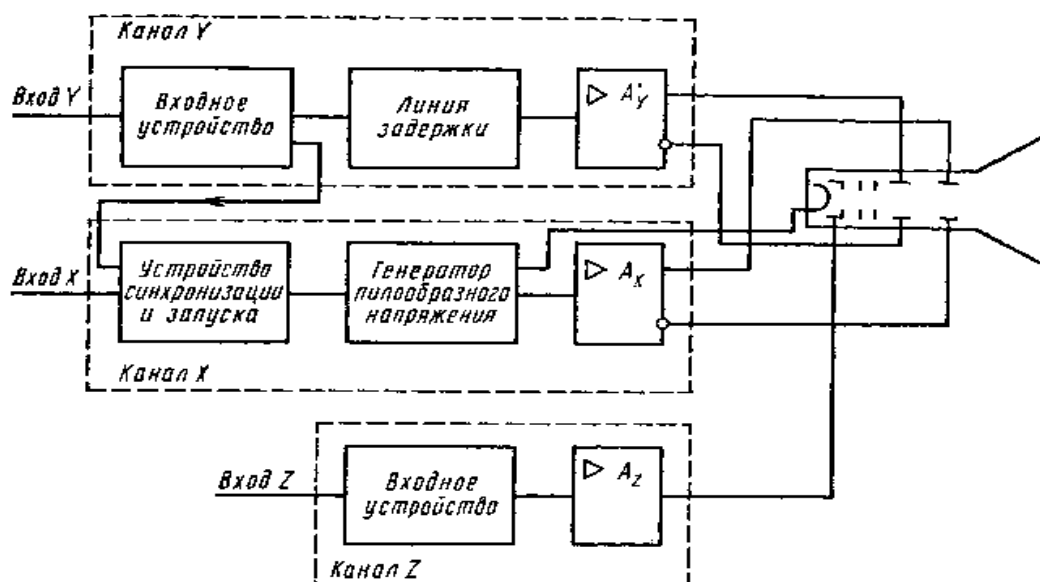 Канал Y
Вход Y
Входное
устройство
Линия
задержки
▷ A'Y
Вход X
Устройство
синхронизации
и запуска
Генератор
пилообразного
напряжения
▷ AX
Канал X
Вход Z
Входное
устройство
▷ AZ
Канал Z